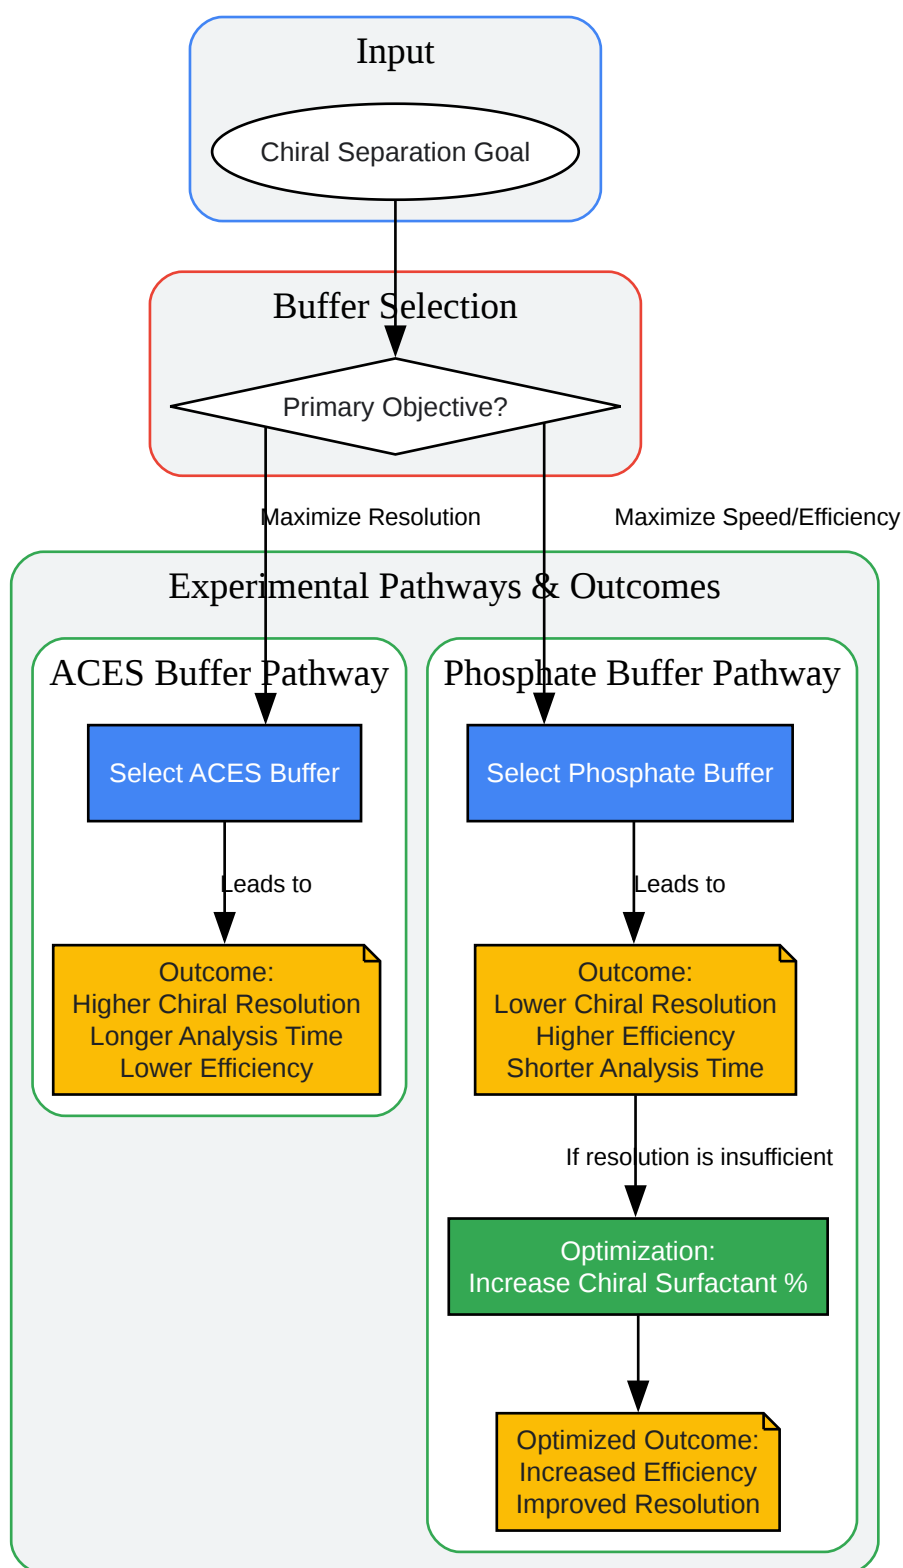 Input
Chiral Separation Goal
Buffer Selection
Primary Objective?
Maximize Resolution
Maximize Speed/Efficiency
Experimental Pathways & Outcomes
ACES Buffer Pathway
Select ACES Buffer
Leads to
Outcome:
Higher Chiral Resolution
Longer Analysis Time
Lower Efficiency
Phosphate Buffer Pathway
Select Phosphate Buffer
Leads to
Outcome:
Lower Chiral Resolution
Higher Efficiency
Shorter Analysis Time
If resolution is insufficient
Optimization:
Increase Chiral Surfactant %
Optimized Outcome:
Increased Efficiency
Improved Resolution